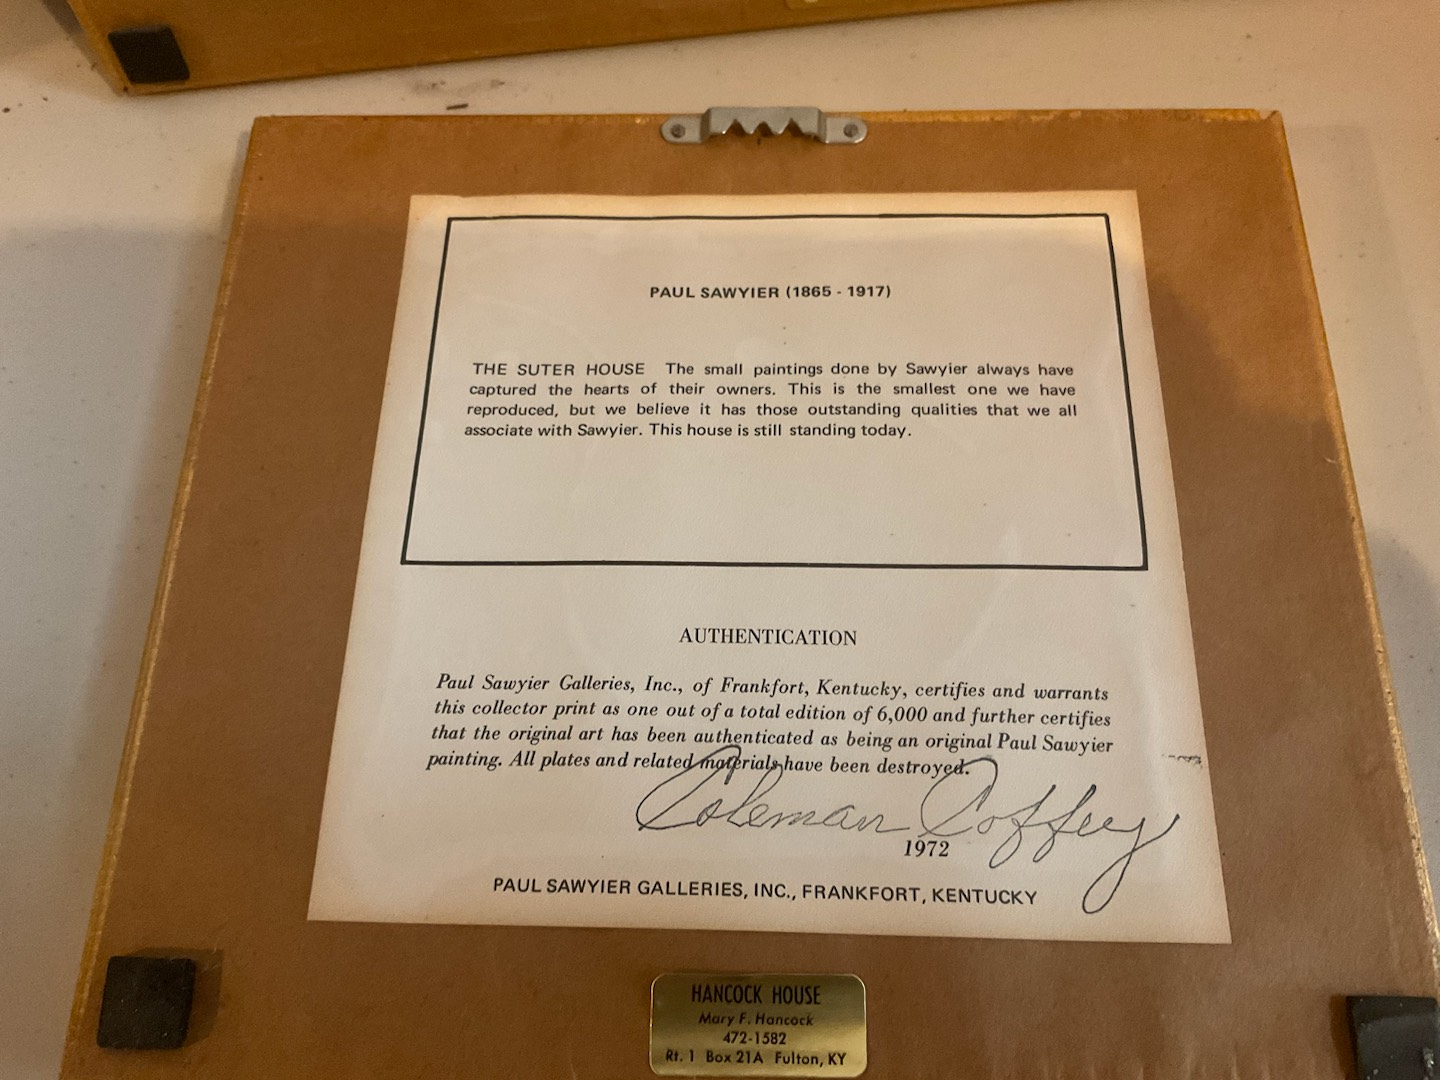 PAUL SAWYIER (1865 - 1917)
THE SUTER HOUSE The small paintings done by Sawyier always have
captured the hearts of their owners. This is the smallest one we have
reproduced, but we believe it has those outstanding qualities that we all
associate with Sawyier. This house is still standing today.
AUTHENTICATION
Paul Sawyier Galleries, Inc., of Frankfort, Kentucky, certifies and warrants
this collector print as one out of a total edition of 6,000 and further certifies
that the original art has been authenticated as being an original Paul Sawyier
painting. All plates and related materials have been destroyed.
Coleman Coffey
1972
PAUL SAWYIER GALLERIES, INC., FRANKFORT, KENTUCKY
HANCOCK HOUSE
Mary F. Hancock
472-1582
Rt. 1 Box 21A Fulton, KY